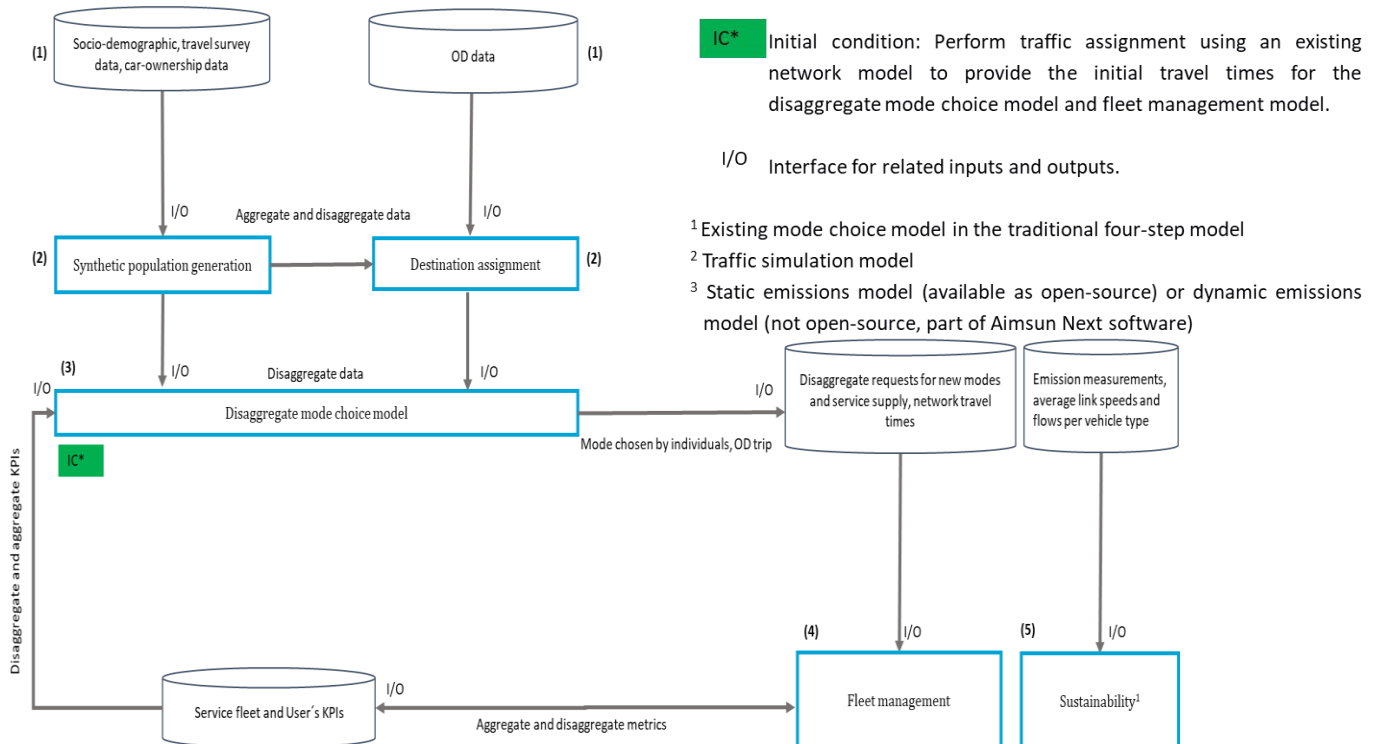 (1)
Socio-demographic, travel survey
data, car-ownership data
OD data
(1)
IC*
Initial condition: Perform traffic assignment using an existing
network model to provide the initial travel times for the
disaggregate mode choice model and fleet management model.
I/O
Interface for related inputs and outputs.
I/O
Aggregate and disaggregate data
I/O
(2)
Synthetic population generation
Destination assignment
(2)
1 Existing mode choice model in the traditional four-step model
2 Traffic simulation model
3 Static emissions model (available as open-source) or dynamic emissions
model (not open-source, part of Aimsun Next software)
(3)
I/O
I/O
Disaggregate data
I/O
Disaggregate mode choice model
I/O
Mode chosen by individuals, OD trip
Disaggregate requests for new modes
and service supply, network travel
times
Emission measurements,
average link speeds and
flows per vehicle type
IC*
Disaggregate and aggregate KPIs
(4)
I/O
(5)
I/O
Fleet management
Sustainability1
I/O
Service fleet and User´s KPIs
Aggregate and disaggregate metrics